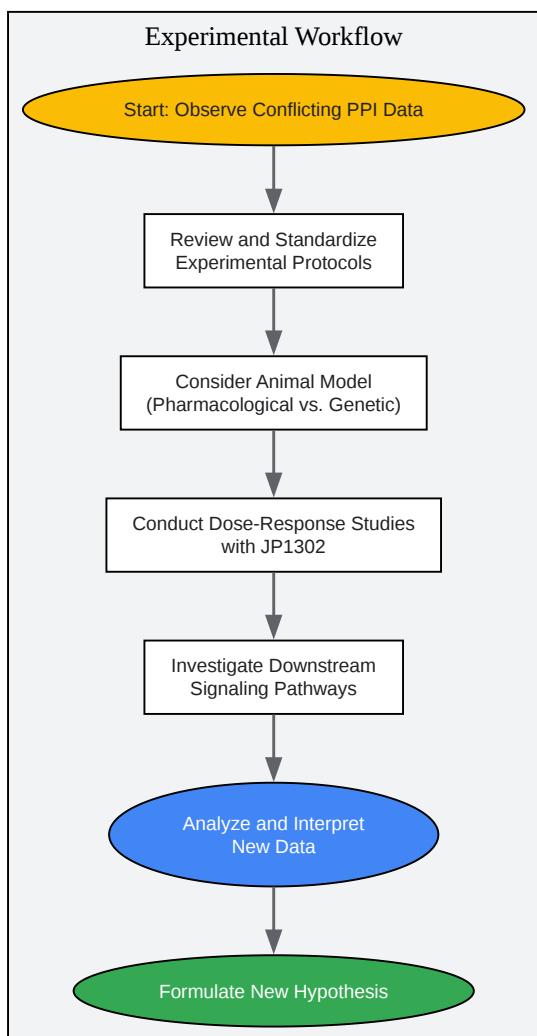 Experimental Workflow
Start: Observe Conflicting PPI Data
Review and Standardize
Experimental Protocols
Consider Animal Model
(Pharmacological vs. Genetic)
Conduct Dose-Response Studies
with JP1302
Investigate Downstream
Signaling Pathways
Analyze and Interpret
New Data
Formulate New Hypothesis